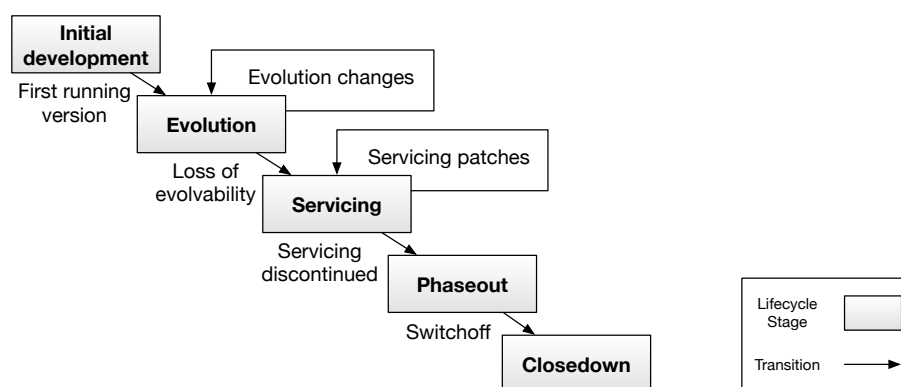 Initial
development
First running
version
Evolution changes
Evolution
Loss of
evolvability
Servicing patches
Servicing
Servicing
discontinued
Phaseout
Switchoff
Closedown
Lifecycle
Stage
Transition